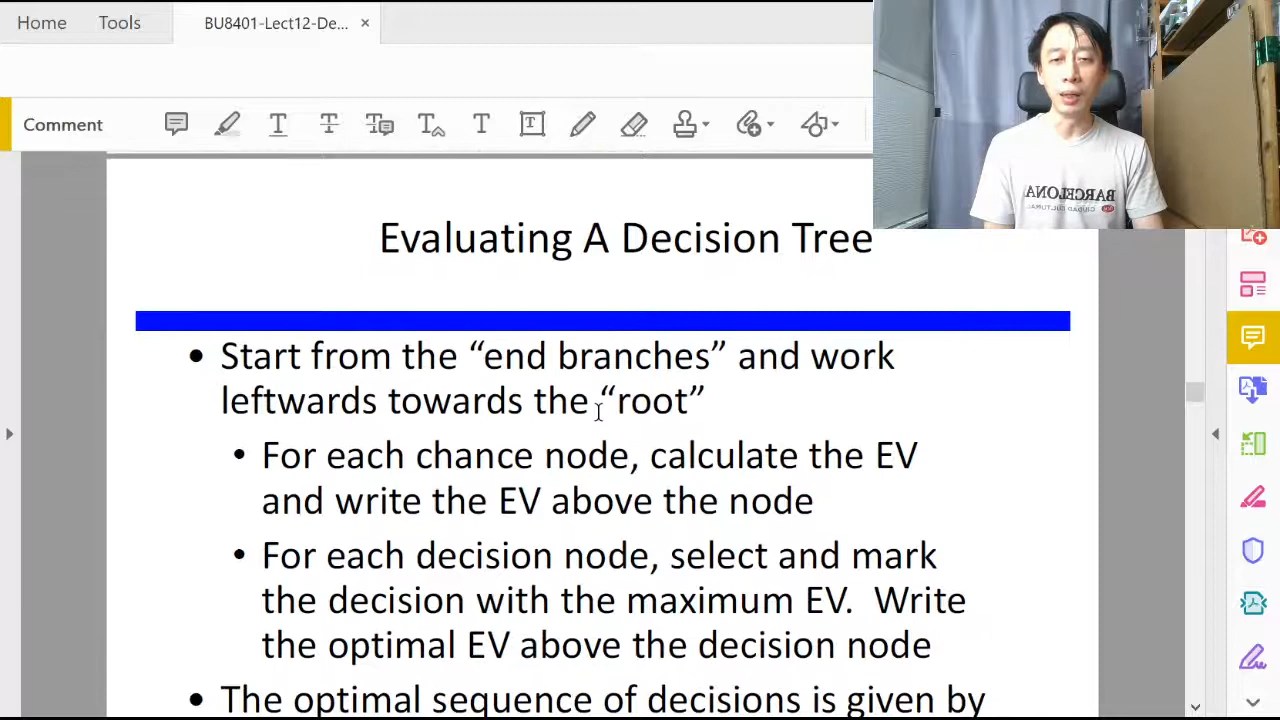 Home Tools BU8401-Lect12-De... ×
Comment
BARCELONA
CIUDAD CULTURAL
Evaluating A Decision Tree
• Start from the “end branches” and work
leftwards towards the “root”
• For each chance node, calculate the EV
and write the EV above the node
• For each decision node, select and mark
the decision with the maximum EV. Write
the optimal EV above the decision node
• The optimal sequence of decisions is given by